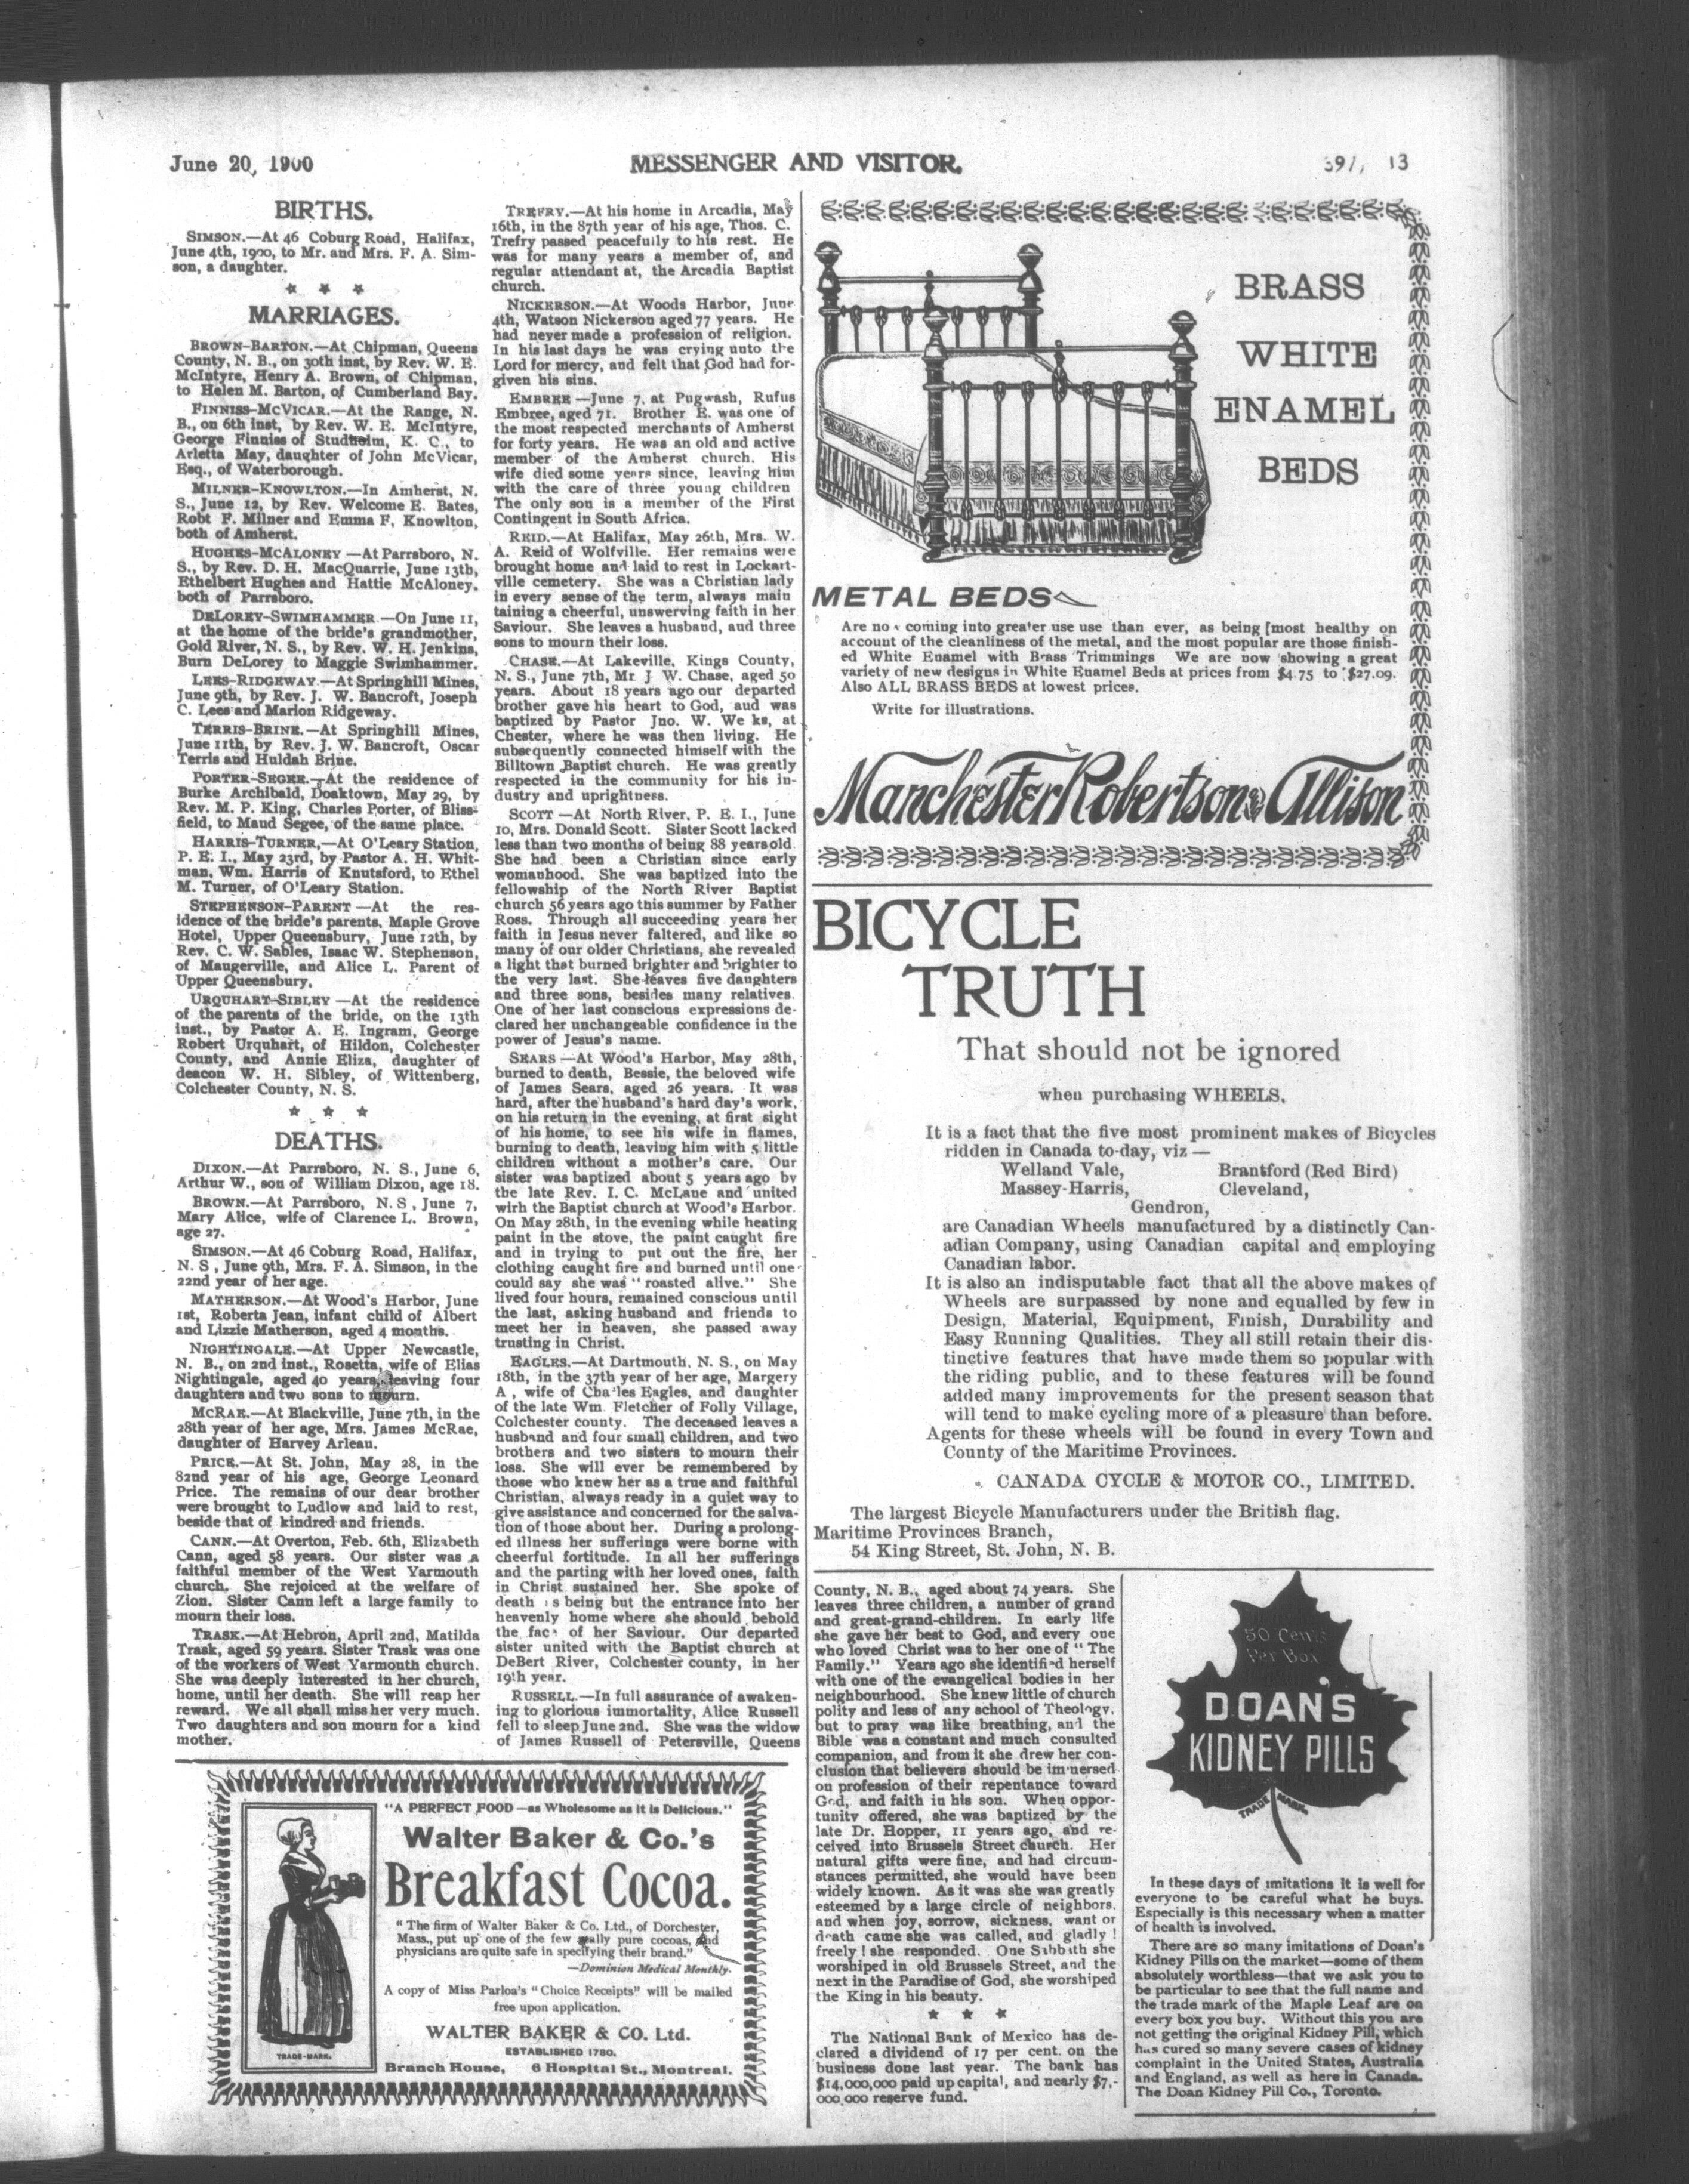 June 20, 1900
MESSENGER AND VISITOR.
397, 13
BIRTHS.
SIMSON.—At 46 Coburg Road, Halifax,
June 4th, 1900, to Mr. and Mrs. F. A. Sim-
son, a daughter.
* * *
MARRIAGES.
BROWN-BARTON.—At Chipman, Queens
County, N. B., on 30th inst, by Rev. W. E.
McIntyre, Henry A. Brown, of Chipman,
to Helen M. Barton, of Cumberland Bay.
FINNISS-MCVICAR.—At the Range, N.
B., on 6th inst, by Rev. W. E. McIntyre,
George Finniss of Studholm, K. C., to
Arletta May, daughter of John McVicar,
Esq., of Waterborough.
MILNER-KNOWLTON.—In Amherst, N.
S., June 12, by Rev. Welcome E. Bates,
Robt F. Milner and Emma F. Knowlton,
both of Amherst.
HUGHES-MCALONEY —At Parrsboro, N.
S., by Rev. D. H. MacQuarrie, June 13th,
Ethelbert Hughes and Hattie McAloney,
both of Parrsboro.
DELOREY-SWIMHAMMER.—On June 11,
at the home of the bride's grandmother,
Gold River, N. S., by Rev. W. H. Jenkins,
Burn DeLorey to Maggie Swimhammer.
LEES-RIDGEWAY.—At Springhill Mines,
June 9th, by Rev. J. W. Bancroft, Joseph
C. Lees and Marion Ridgeway.
TERRIS-BRINE.—At Springhill Mines,
June 11th, by Rev. J. W. Bancroft, Oscar
Terris and Huldah Brine.
PORTER-SEGEE.—At the residence of
Burke Archibald, Doaktown, May 29, by
Rev. M. P. King, Charles Porter, of Bliss-
field, to Maud Segee, of the same place.
HARRIS-TURNER,—At O'Leary Station,
P. E. I., May 23rd, by Pastor A. H. Whit-
man, Wm. Harris of Knutsford, to Ethel
M. Turner, of O'Leary Station.
STEPHENSON-PARENT —At the res-
idence of the bride's parents, Maple Grove
Hotel, Upper Queensbury, June 12th, by
Rev. C. W. Sables, Isaac W. Stephenson,
of Maugerville, and Alice L. Parent of
Upper Queensbury.
URQUHART-SIBLEY —At the residence
of the parents of the bride, on the 13th
inst., by Pastor A. E. Ingram, George
Robert Urquhart, of Hildon, Colchester
County, and Annie Eliza, daughter of
deacon W. H. Sibley, of Wittenberg,
Colchester County, N. S.
* * *
DEATHS.
DIXON.—At Parrsboro, N. S., June 6,
Arthur W., son of William Dixon, age 18.
BROWN.—At Parrsboro, N. S , June 7,
Mary Alice, wife of Clarence L. Brown,
age 27.
SIMSON.—At 46 Coburg Road, Halifax,
N. S , June 9th, Mrs. F. A. Simson, in the
22nd year of her age.
MATHERSON.—At Wood's Harbor, June
1st, Roberta Jean, infant child of Albert
and Lizzie Matherson, aged 4 months.
NIGHTINGALE.—At Upper Newcastle,
N. B., on 2nd inst., Rosetta, wife of Elias
Nightingale, aged 40 years, leaving four
daughters and two sons to mourn.
MCRAE.—At Blackville, June 7th, in the
28th year of her age, Mrs. James McRae,
daughter of Harvey Arleau.
PRICE.—At St. John, May 28, in the
82nd year of his age, George Leonard
Price. The remains of our dear brother
were brought to Ludlow and laid to rest,
beside that of kindred and friends.
CANN.—At Overton, Feb. 6th, Elizabeth
Cann, aged 58 years. Our sister was a
faithful member of the West Yarmouth
church. She rejoiced at the welfare of
Zion. Sister Cann left a large family to
mourn their loss.
TRASK.—At Hebron, April 2nd, Matilda
Trask, aged 59 years. Sister Trask was one
of the workers of West Yarmouth church.
She was deeply interested in her church,
home, until her death. She will reap her
reward. We all shall miss her very much.
Two daughters and son mourn for a kind
mother.
TREFRY.—At his home in Arcadia, May
16th, in the 87th year of his age, Thos. C.
Trefry passed peacefully to his rest. He
was for many years a member of, and
regular attendant at, the Arcadia Baptist
church.
NICKERSON.—At Woods Harbor, June
4th, Watson Nickerson aged 77 years. He
had never made a profession of religion.
In his last days he was crying unto the
Lord for mercy, and felt that God had for-
given his sins.
EMBREE —June 7, at Pugwash, Rufus
Embree, aged 71. Brother E. was one of
the most respected merchants of Amherst
for forty years. He was an old and active
member of the Amherst church. His
wife died some years since, leaving him
with the care of three young children
The only son is a member of the First
Contingent in South Africa.
REID.—At Halifax, May 26th, Mrs. W.
A. Reid of Wolfville. Her remains were
brought home and laid to rest in Lockart-
ville cemetery. She was a Christian lady
in every sense of the term, always main
taining a cheerful, unswerving faith in her
Saviour. She leaves a husband, and three
sons to mourn their loss.
CHASE.—At Lakeville, Kings County,
N. S., June 7th, Mr. J. W. Chase, aged 50
years. About 18 years ago our departed
brother gave his heart to God, and was
baptized by Pastor Jno. W. We ks, at
Chester, where he was then living. He
subsequently connected himself with the
Billtown Baptist church. He was greatly
respected in the community for his in-
dustry and uprightness.
SCOTT —At North River, P. E. I., June
10, Mrs. Donald Scott. Sister Scott lacked
less than two months of being 88 years old.
She had been a Christian since early
womanhood. She was baptized into the
fellowship of the North River Baptist
church 56 years ago this summer by Father
Ross. Through all succeeding years her
faith in Jesus never faltered, and like so
many of our older Christians, she revealed
a light that burned brighter and brighter to
the very last. She leaves five daughters
and three sons, besides many relatives.
One of her last conscious expressions de-
clared her unchangeable confidence in the
power of Jesus's name.
SEARS —At Wood's Harbor, May 28th,
burned to death, Bessie, the beloved wife
of James Sears, aged 26 years. It was
hard, after the husband's hard day's work,
on his return in the evening, at first sight
of his home, to see his wife in flames,
burning to death, leaving him with 5 little
children without a mother's care. Our
sister was baptized about 5 years ago by
the late Rev. I. C. McLane and united
wirh the Baptist church at Wood's Harbor.
On May 28th, in the evening while heating
paint in the stove, the paint caught fire
and in trying to put out the fire, her
clothing caught fire and burned until one
could say she was "roasted alive." She
lived four hours, remained conscious until
the last, asking husband and friends to
meet her in heaven, she passed away
trusting in Christ.
EAGLES.—At Dartmouth, N. S., on May
18th, in the 37th year of her age, Margery
A , wife of Charles Eagles, and daughter
of the late Wm. Fletcher of Folly Village,
Colchester county. The deceased leaves a
husband and four small children, and two
brothers and two sisters to mourn their
loss. She will ever be remembered by
those who knew her as a true and faithful
Christian, always ready in a quiet way to
give assistance and concerned for the salva-
tion of those about her. During a prolong-
ed illness her sufferings were borne with
cheerful fortitude. In all her sufferings
and the parting with her loved ones, faith
in Christ sustained her. She spoke of
death as being but the entrance into her
heavenly home where she should behold
the face of her Saviour. Our departed
sister united with the Baptist church at
DeBert River, Colchester county, in her
19th year.
RUSSELL.—In full assurance of awaken-
ing to glorious immortality, Alice Russell
fell to sleep June 2nd. She was the widow
of James Russell of Petersville, Queens
"A PERFECT FOOD—as Wholesome as it is Delicious."
Walter Baker & Co.'s
Breakfast Cocoa.
"The firm of Walter Baker & Co. Ltd., of Dorchester,
Mass., put up one of the few really pure cocoas, and
physicians are quite safe in specifying their brand."
—Dominion Medical Monthly.
A copy of Miss Parloa's "Choice Receipts" will be mailed
free upon application.
WALTER BAKER & CO. Ltd.
ESTABLISHED 1780.
Branch House, 6 Hospital St., Montreal.
TRADE-MARK.
BRASS
WHITE
ENAMEL
BEDS
METAL BEDS
Are now coming into greater use use than ever, as being [most healthy on
account of the cleanliness of the metal, and the most popular are those finish-
ed White Enamel with Brass Trimmings We are now showing a great
variety of new designs in White Enamel Beds at prices from $4.75 to $27.09.
Also ALL BRASS BEDS at lowest prices.
Write for illustrations.
Manchester Robertson & Allison
BICYCLE
TRUTH
That should not be ignored
when purchasing WHEELS.
It is a fact that the five most prominent makes of Bicycles
ridden in Canada to-day, viz —
Welland Vale, Brantford (Red Bird)
Massey-Harris, Cleveland,
Gendron,
are Canadian Wheels manufactured by a distinctly Can-
adian Company, using Canadian capital and employing
Canadian labor.
It is also an indisputable fact that all the above makes of
Wheels are surpassed by none and equalled by few in
Design, Material, Equipment, Finish, Durability and
Easy Running Qualities. They all still retain their dis-
tinctive features that have made them so popular with
the riding public, and to these features will be found
added many improvements for the present season that
will tend to make cycling more of a pleasure than before.
Agents for these wheels will be found in every Town and
County of the Maritime Provinces.
CANADA CYCLE & MOTOR CO., LIMITED.
The largest Bicycle Manufacturers under the British flag.
Maritime Provinces Branch,
54 King Street, St. John, N. B.
County, N. B., aged about 74 years. She
leaves three children, a number of grand
and great-grand-children. In early life
she gave her best to God, and every one
who loved Christ was to her one of "The
Family." Years ago she identified herself
with one of the evangelical bodies in her
neighbourhood. She knew little of church
polity and less of any school of Theology,
but to pray was like breathing, and the
Bible was a constant and much consulted
companion, and from it she drew her con-
clusion that believers should be immersed
on profession of their repentance toward
God, and faith in his son. When oppor-
tunity offered, she was baptized by the
late Dr. Hopper, 11 years ago, and re-
ceived into Brussels Street church. Her
natural gifts were fine, and had circum-
stances permitted, she would have been
widely known. As it was she was greatly
esteemed by a large circle of neighbors,
and when joy, sorrow, sickness, want or
death came she was called, and gladly!
freely! she responded. One Sabbath she
worshiped in old Brussels Street, and the
next in the Paradise of God, she worshiped
the King in his beauty.
* * *
The National Bank of Mexico has de-
clared a dividend of 17 per cent. on the
business done last year. The bank has
$14,000,000 paid up capital, and nearly $7,-
000,000 reserve fund.
50 Cents
Per Box
DOAN'S
KIDNEY PILLS
TRADE MARK.
In these days of imitations it is well for
everyone to be careful what he buys.
Especially is this necessary when a matter
of health is involved.
There are so many imitations of Doan's
Kidney Pills on the market—some of them
absolutely worthless—that we ask you to
be particular to see that the full name and
the trade mark of the Maple Leaf are on
every box you buy. Without this you are
not getting the original Kidney Pill, which
has cured so many severe cases of kidney
complaint in the United States, Australia
and England, as well as here in Canada.
The Doan Kidney Pill Co., Toronto.